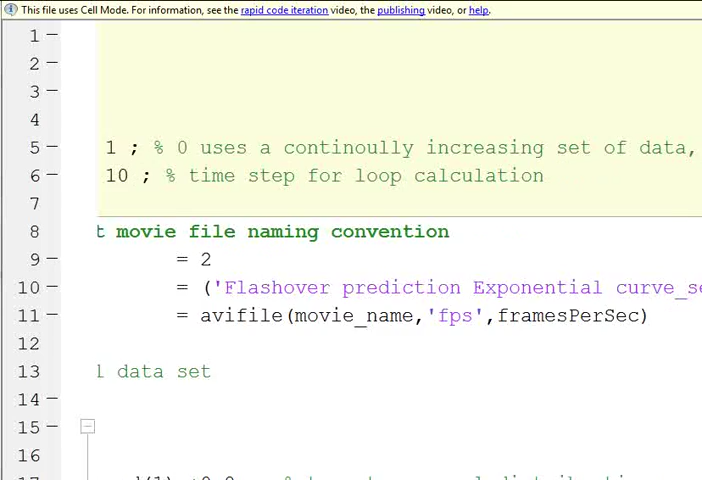 This file uses Cell Mode. For information, see the rapid code iteration video, the publishing video, or help.
1
2
3
4
5 1 ; % 0 uses a continoully increasing set of data,
6 10 ; % time step for loop calculation
7
8 t movie file naming convention
9 = 2
10 = ('Flashover prediction Exponential curve_se
11 = avifile(movie_name,'fps',framesPerSec)
12
13 l data set
14
15
16
17